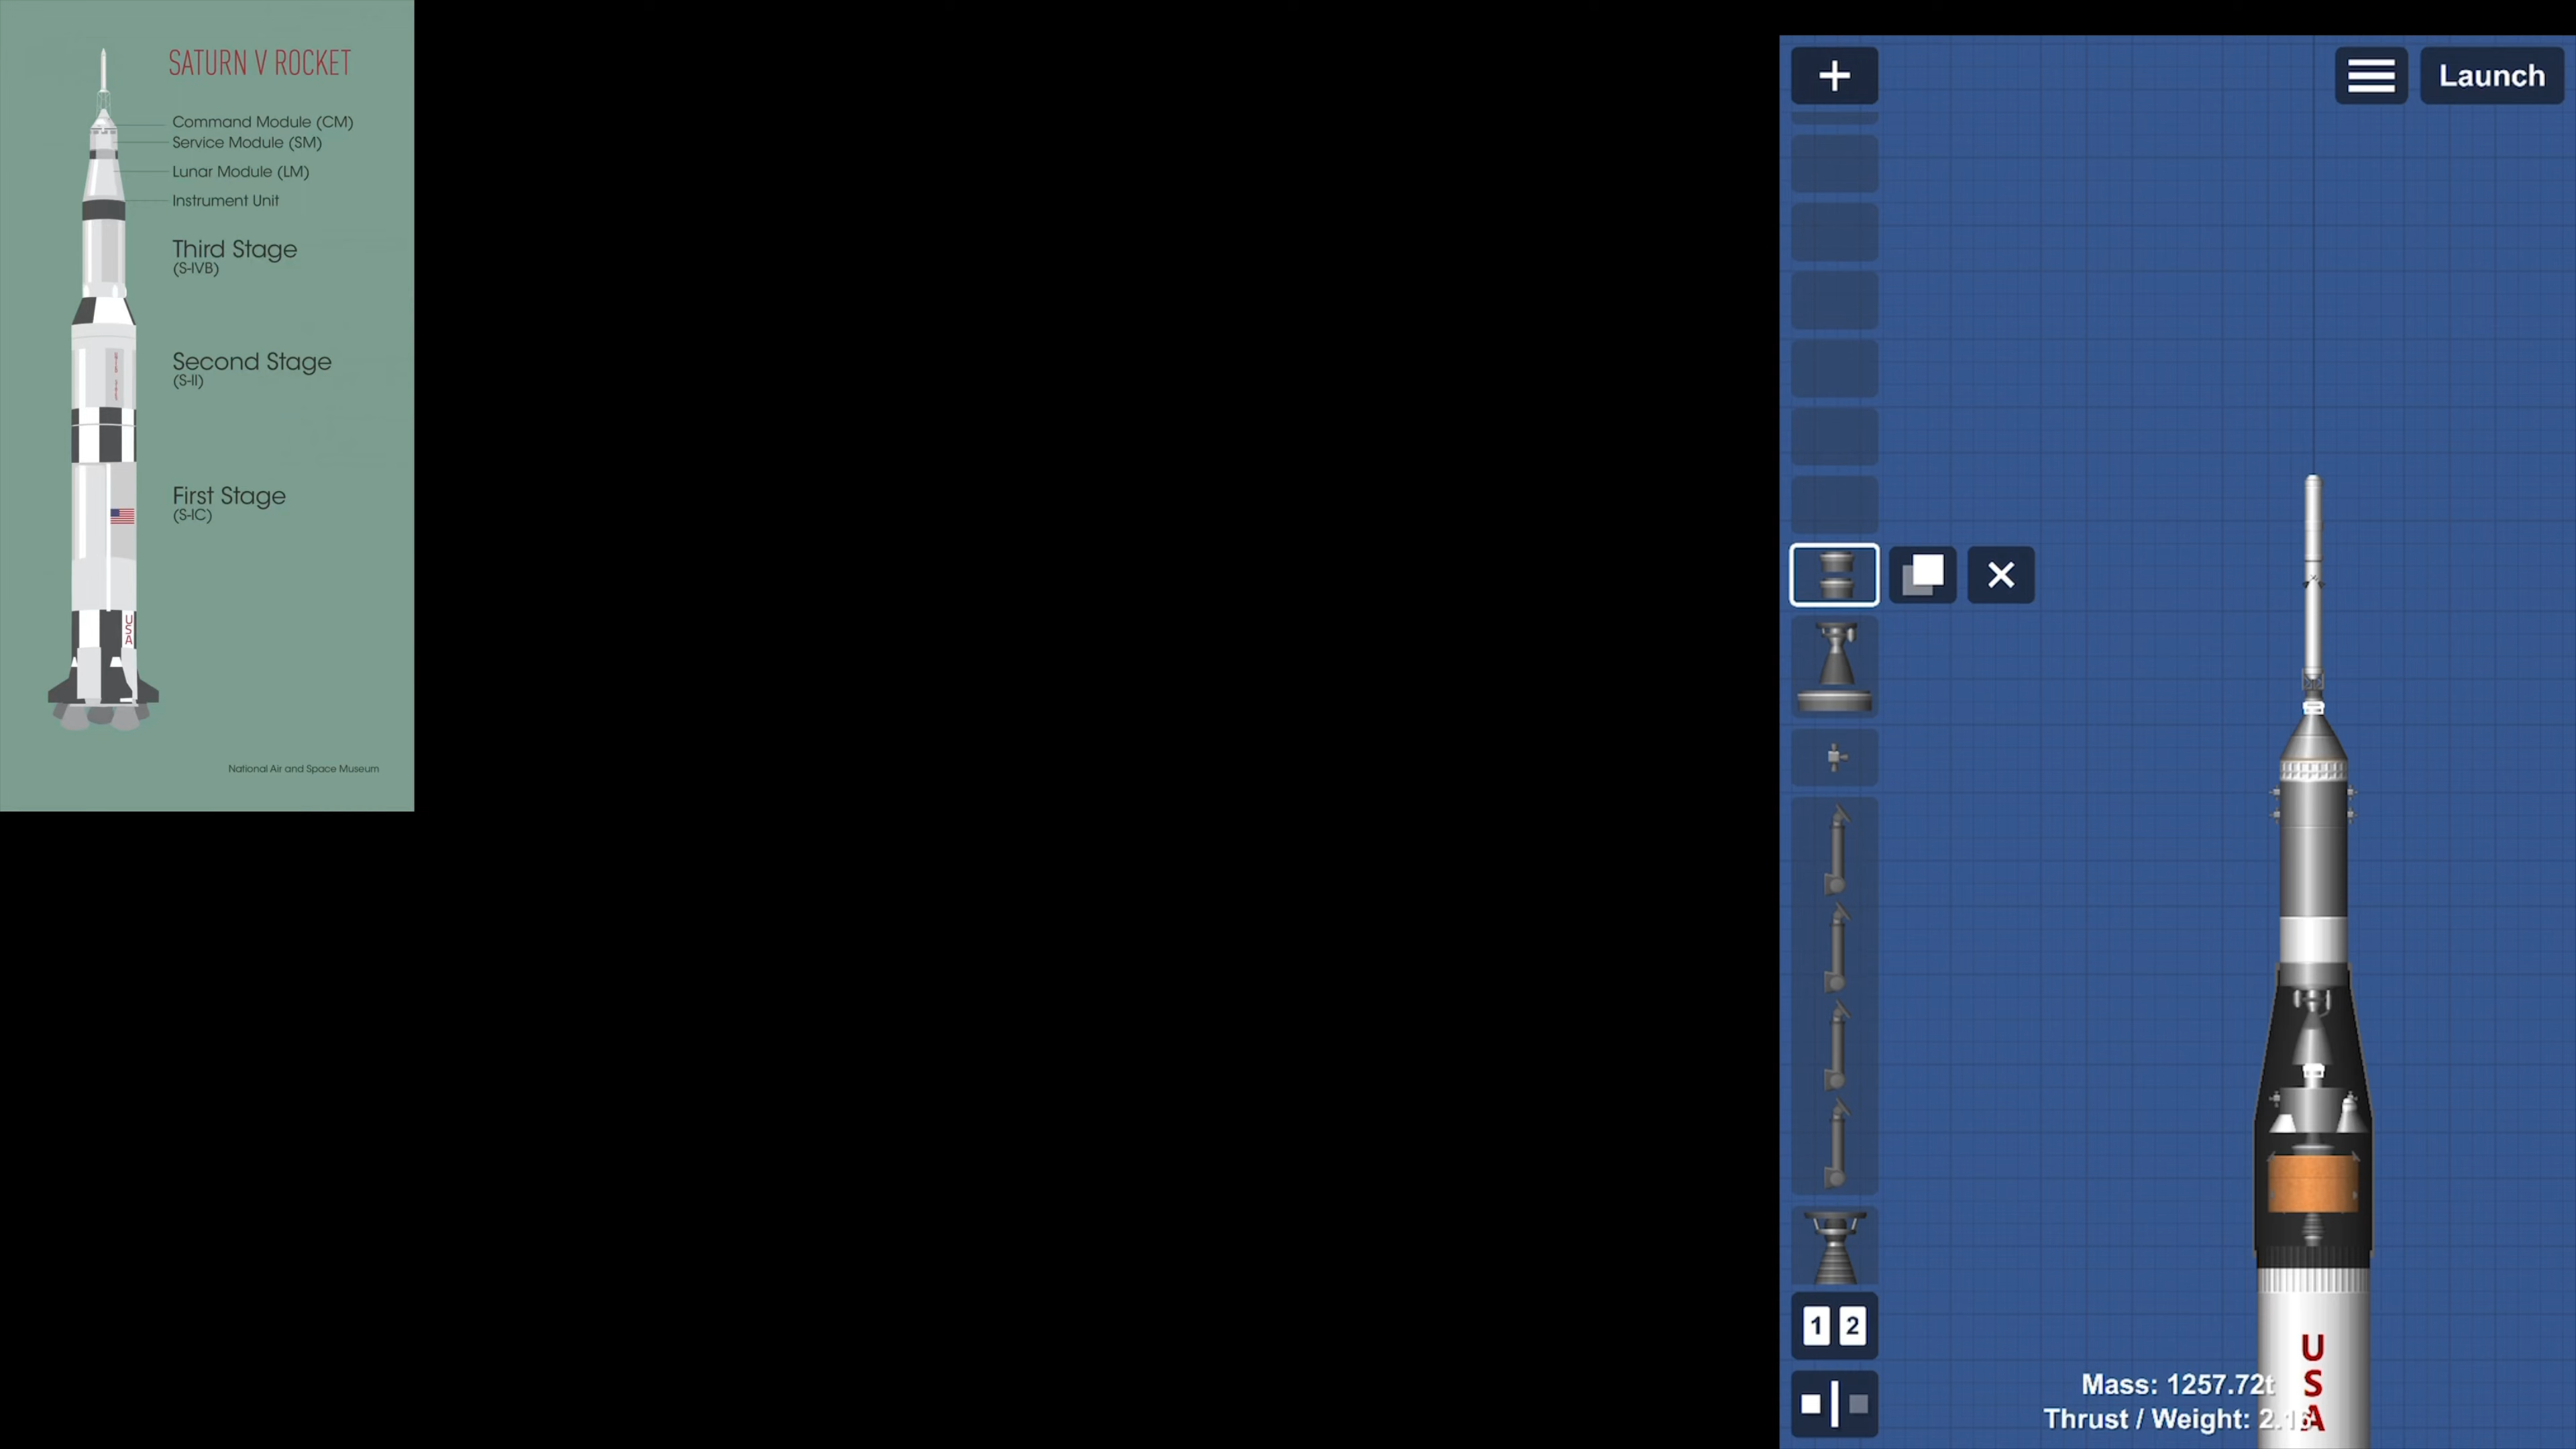 SATURN V ROCKET
Command Module (CM)
Service Module (SM)
Lunar Module (LM)
Instrument Unit
Third Stage
(S-IVB)
Second Stage
(S-II)
First Stage
(S-IC)
USA
National Air and Space Museum
Launch
1 2
U
S
A
Mass: 1257.72t
Thrust / Weight: